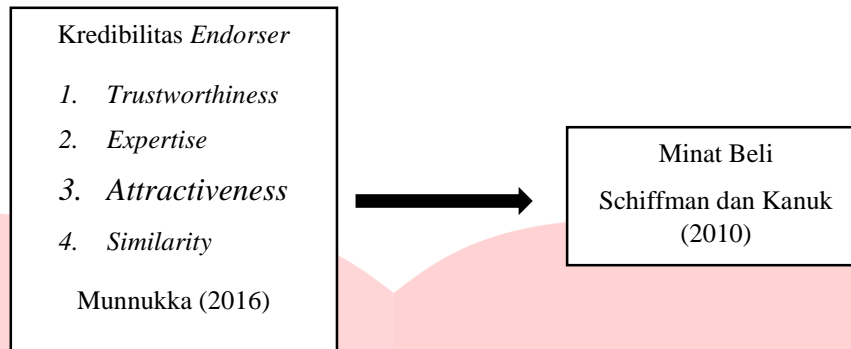 Kredibilitas Endorser
1. Trustworthiness
2. Expertise
3. Attractiveness
4. Similarity
Munnukka (2016)
Minat Beli
Schiffman dan Kanuk
(2010)